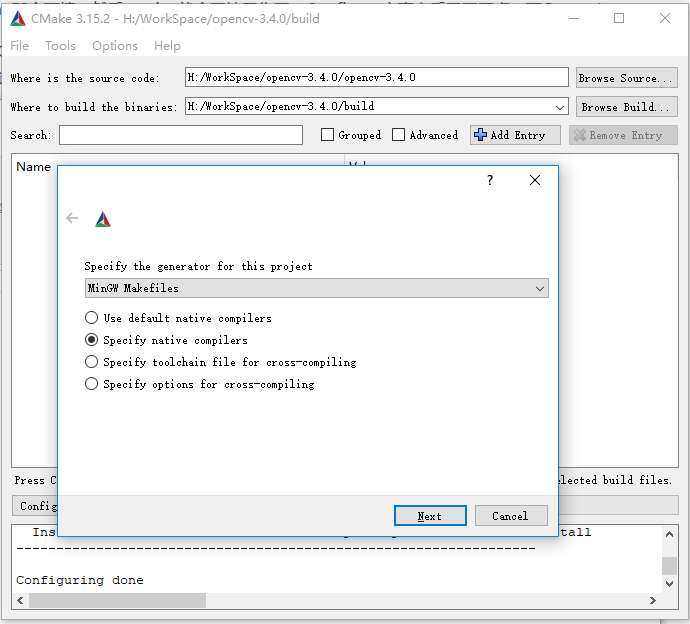 CMake 3.15.2 - H:/WorkSpace/opencv-3.4.0/build
File Tools Options Help
Where is the source code: H:/WorkSpace/opencv-3.4.0/opencv-3.4.0 Browse Source...
Where to build the binaries: H:/WorkSpace/opencv-3.4.0/build Browse Build...
Search: Grouped Advanced Add Entry Remove Entry
Name
?
Specify the generator for this project
MinGW Makefiles
Use default native compilers
Specify native compilers
Specify toolchain file for cross-compiling
Specify options for cross-compiling
Press elected build files.
Config
Next Cancel
Ins tall
-----------------------------------------------------------------
Configuring done